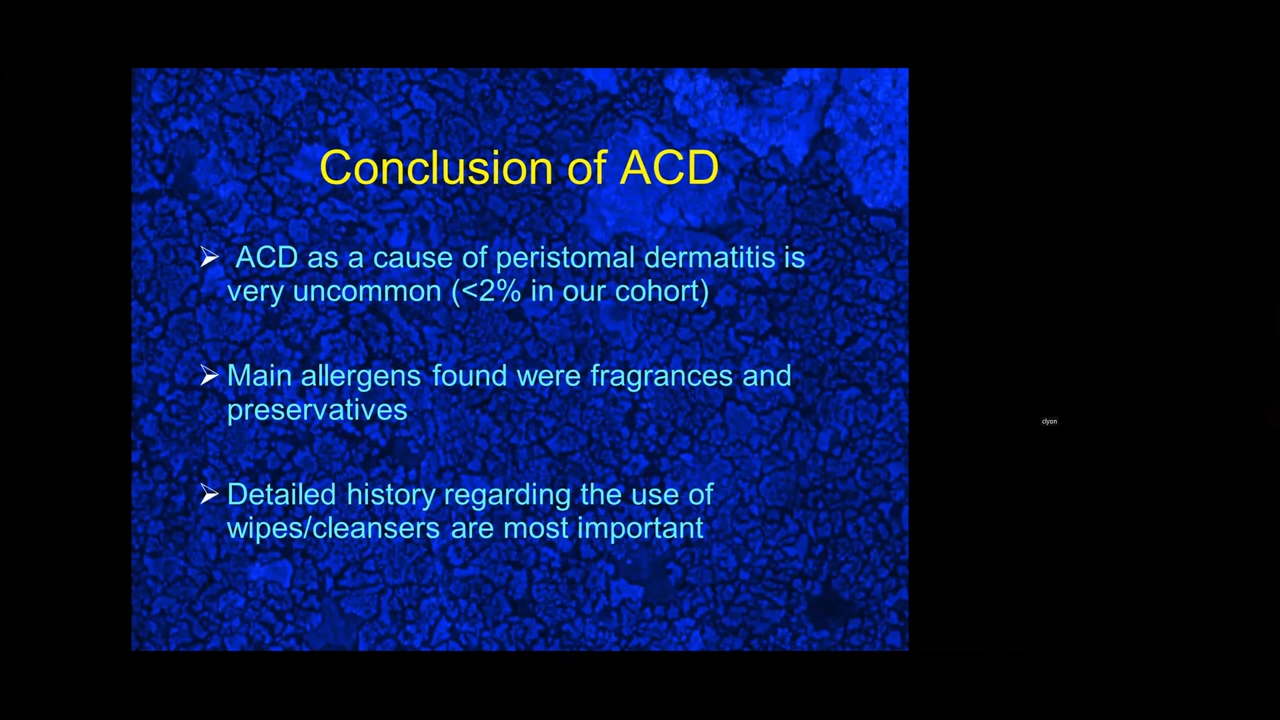 Conclusion of ACD
ACD as a cause of peristomal dermatitis is
very uncommon (<2% in our cohort)
Main allergens found were fragrances and
preservatives
Detailed history regarding the use of
wipes/cleansers are most important
clyon